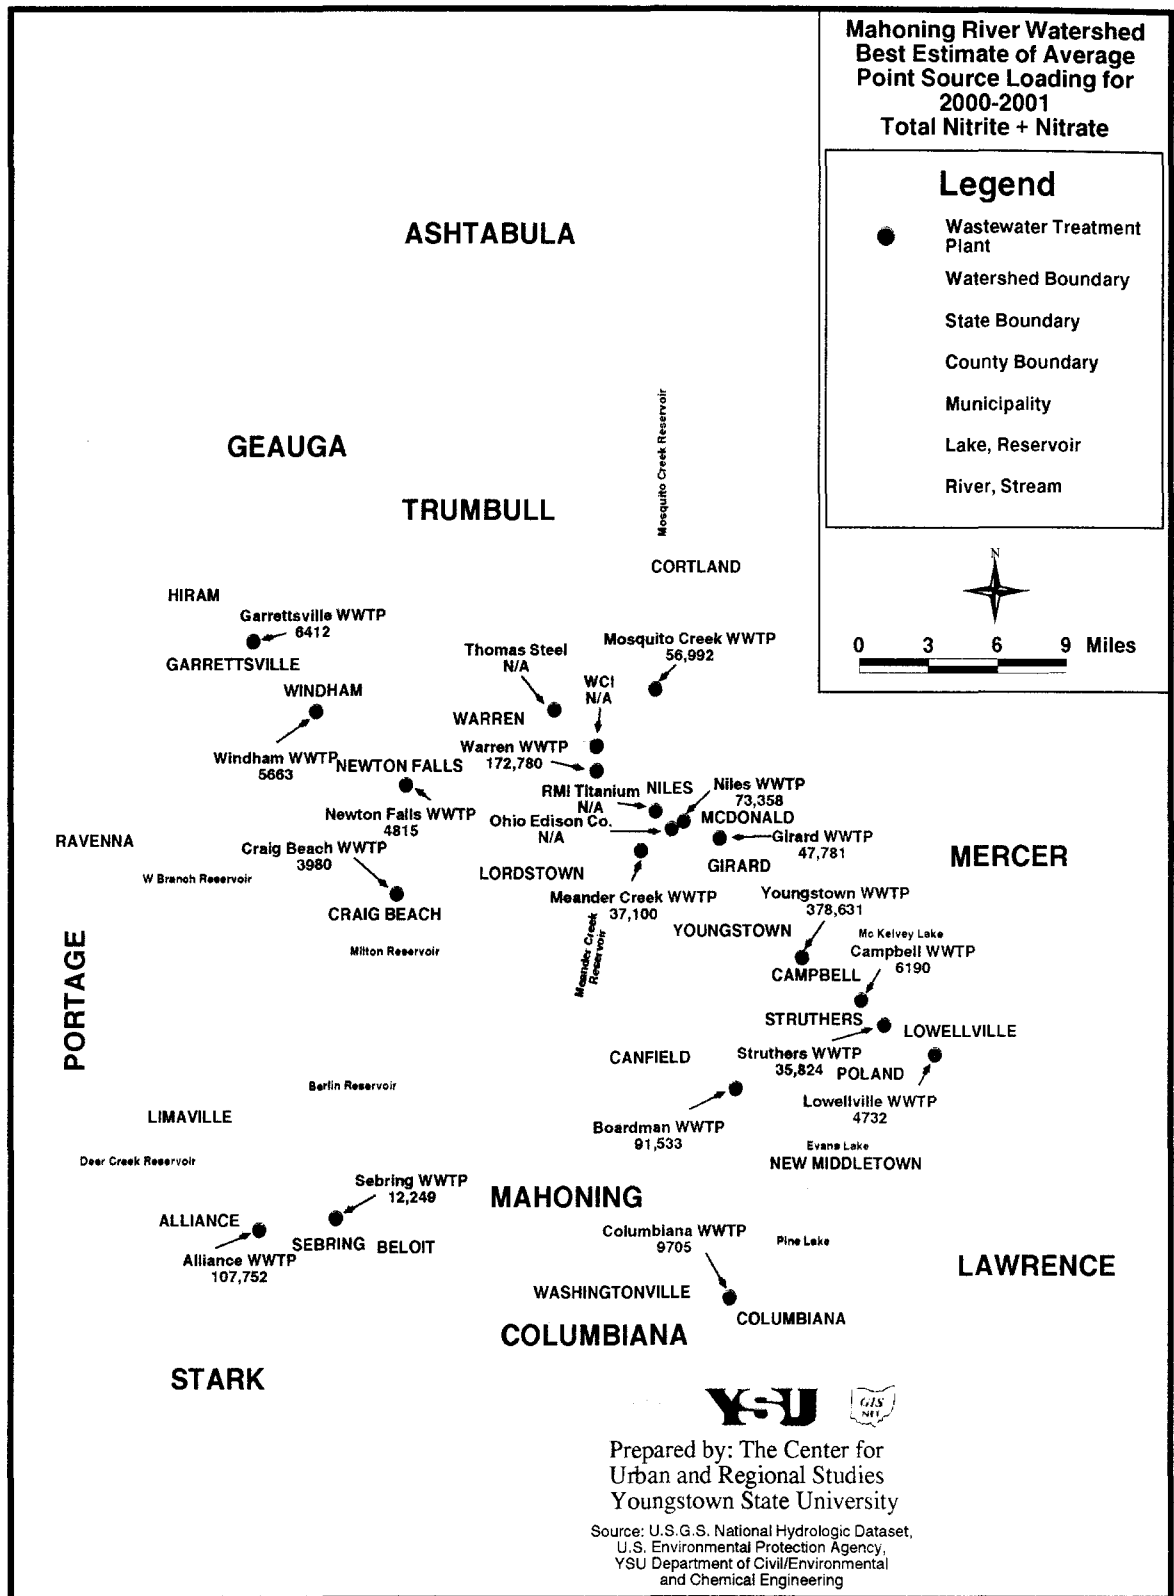 Mahoning River Watershed
Best Estimate of Average
Point Source Loading for
2000-2001
Total Nitrite + Nitrate
Legend
Wastewater Treatment
Plant
Watershed Boundary
State Boundary
County Boundary
Municipality
Lake, Reservoir
River, Stream
N
0 3 6 9 Miles
ASHTABULA
GEAUGA
TRUMBULL
Mosquito Creek Reservoir
CORTLAND
HIRAM
Garrettsville WWTP
6412
GARRETTSVILLE
WINDHAM
Windham WWTP
5663
Thomas Steel
N/A
Mosquito Creek WWTP
56,992
WCI
N/A
WARREN
Warren WWTP
172,780
NEWTON FALLS
Newton Falls WWTP
4815
RMI Titanium
N/A
NILES
Niles WWTP
73,358
MCDONALD
Ohio Edison Co.
N/A
Girard WWTP
47,781
GIRARD
MERCER
RAVENNA
Craig Beach WWTP
3980
W Branch Reservoir
LORDSTOWN
CRAIG BEACH
Meander Creek WWTP
37,100
Meander Creek
Reservoir
Youngstown WWTP
378,631
YOUNGSTOWN
Mc Kelvey Lake
Campbell WWTP
6190
CAMPBELL
Milton Reservoir
PORTAGE
STRUTHERS
LOWELLVILLE
Struthers WWTP
35,824
POLAND
CANFIELD
Lowellville WWTP
4732
Berlin Reservoir
LIMAVILLE
Boardman WWTP
91,533
Evans Lake
NEW MIDDLETOWN
Deer Creek Reservoir
Sebring WWTP
12,249
MAHONING
ALLIANCE
SEBRING
BELOIT
Alliance WWTP
107,752
Columbiana WWTP
9705
Pine Lake
LAWRENCE
WASHINGTONVILLE
COLUMBIANA
COLUMBIANA
STARK
YSU
GIS
NET
Prepared by: The Center for
Urban and Regional Studies
Youngstown State University
Source: U.S.G.S. National Hydrologic Dataset,
U.S. Environmental Protection Agency,
YSU Department of Civil/Environmental
and Chemical Engineering